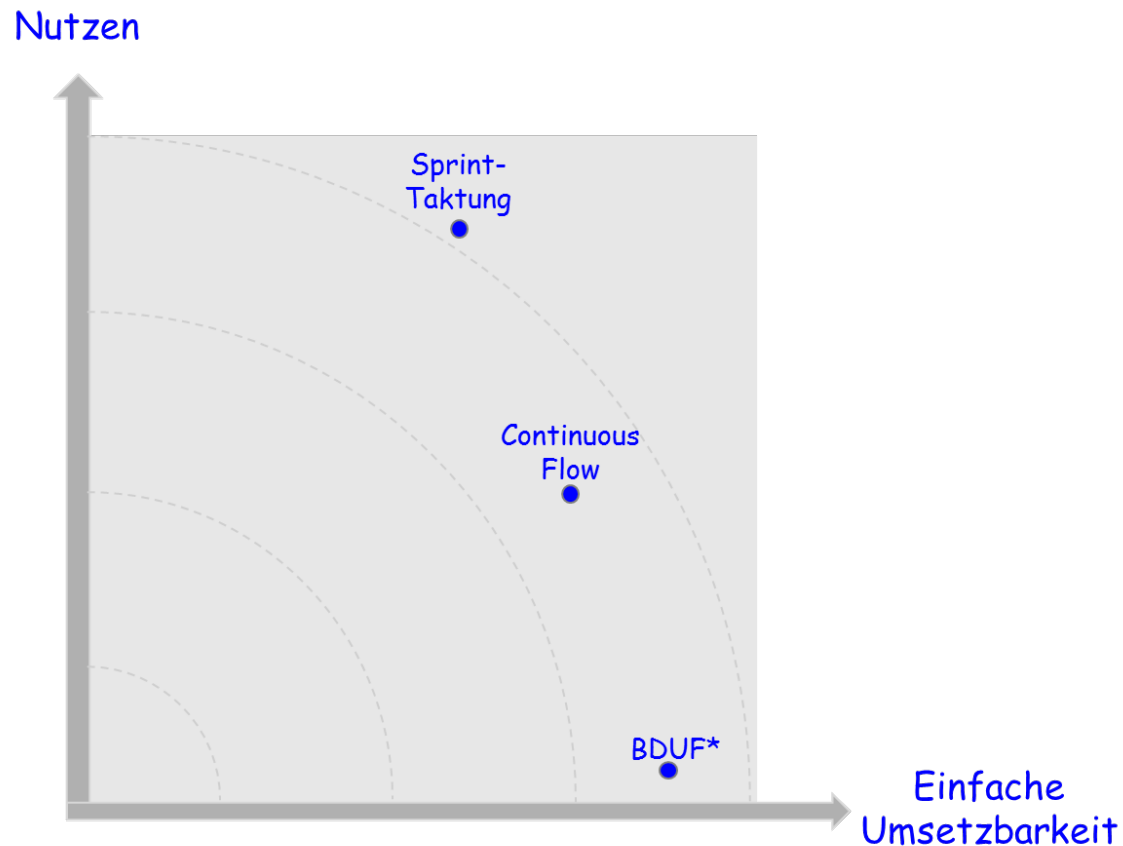 Nutzen
Sprint-
Taktung
Continuous
Flow
BDUF*
Einfache
Umsetzbarkeit